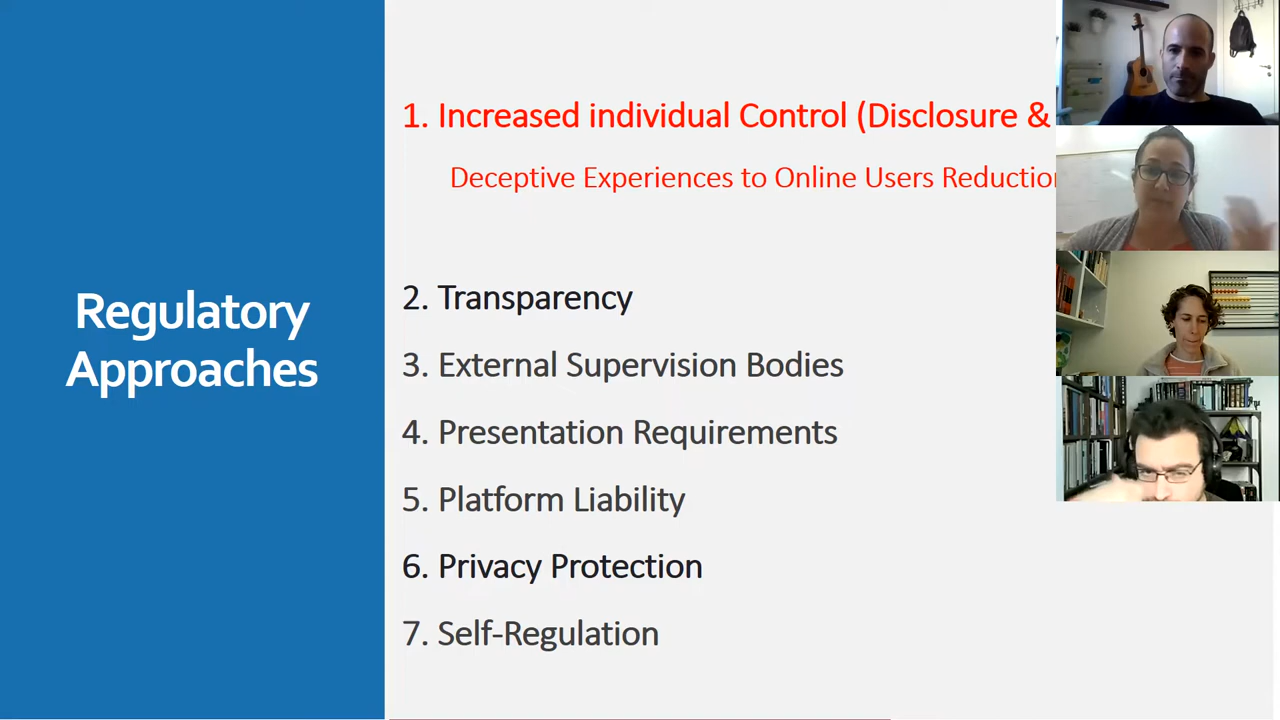 Regulatory
Approaches
1. Increased individual Control (Disclosure &
Deceptive Experiences to Online Users Reduction
2. Transparency
3. External Supervision Bodies
4. Presentation Requirements
5. Platform Liability
6. Privacy Protection
7. Self-Regulation